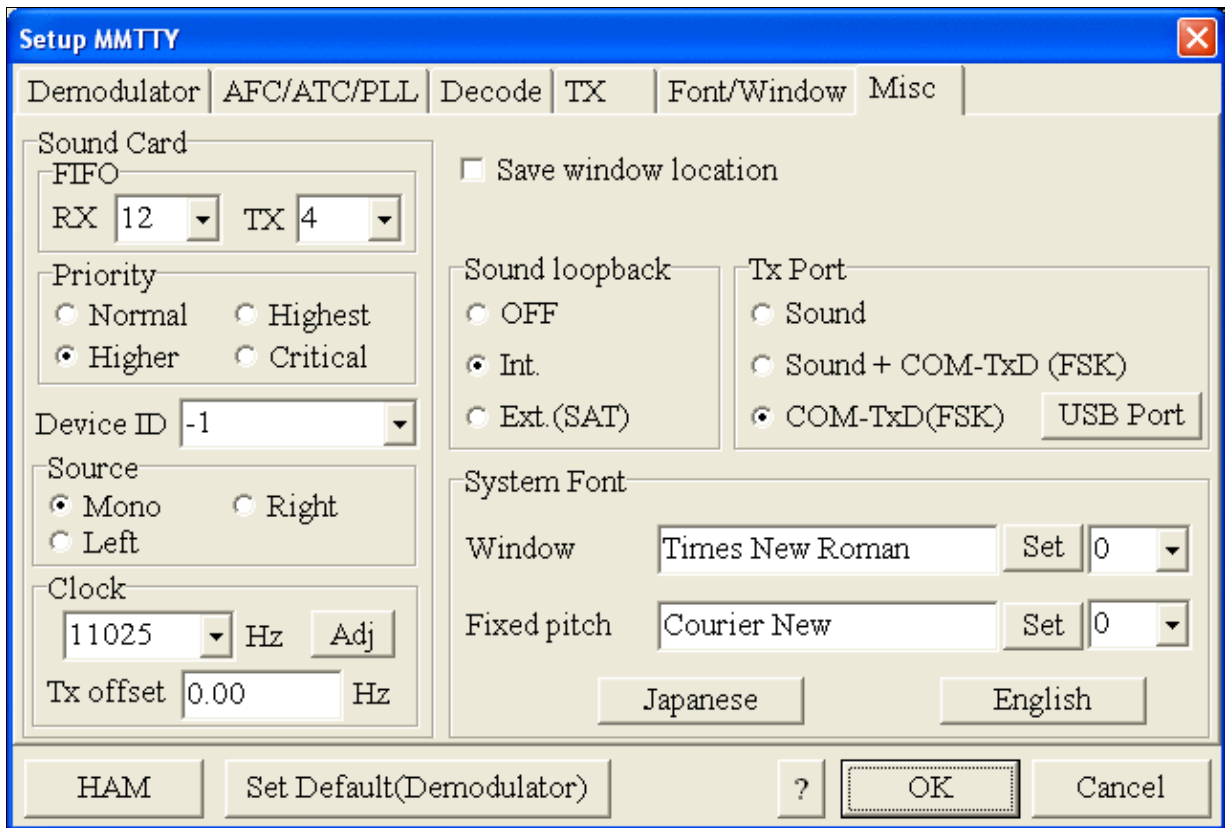 Setup MMTTY
Demodulator AFC/ATC/PLL Decode TX Font/Window Misc
Sound Card
FIFO
RX 12 TX 4
Priority
Normal Highest
Higher Critical
Device ID -1
Source
Mono Right
Left
Clock
11025 Hz Adj
Tx offset 0.00 Hz
Save window location
Sound loopback
OFF
Int.
Ext.(SAT)
Tx Port
Sound
Sound + COM-TxD (FSK)
COM-TxD(FSK) USB Port
System Font
Window Times New Roman Set 0
Fixed pitch Courier New Set 0
Japanese English
HAM Set Default(Demodulator) ? OK Cancel